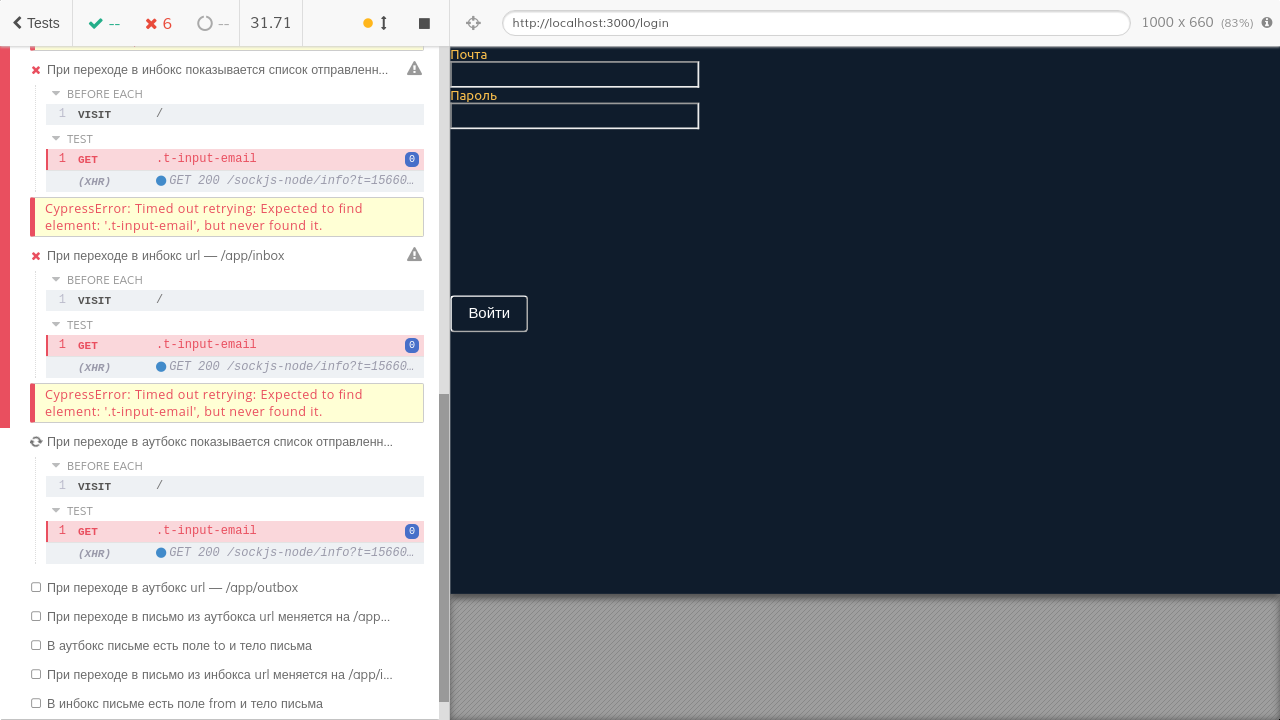 Tests
--
6
--
31.71
http://localhost:3000/login
1000 x 660 (83%)
При переходе в инбокс показывается список отправленн...
BEFORE EACH
1 VISIT /
TEST
1 GET .t-input-email 0
(XHR) GET 200 /sockjs-node/info?t=15660…
CypressError: Timed out retrying: Expected to find
element: '.t-input-email', but never found it.
При переходе в инбокс url — /app/inbox
BEFORE EACH
1 VISIT /
TEST
1 GET .t-input-email 0
(XHR) GET 200 /sockjs-node/info?t=15660…
CypressError: Timed out retrying: Expected to find
element: '.t-input-email', but never found it.
При переходе в аутбокс показывается список отправленн...
BEFORE EACH
1 VISIT /
TEST
1 GET .t-input-email 0
(XHR) GET 200 /sockjs-node/info?t=15660…
При переходе в аутбокс url — /app/outbox
При переходе в письмо из аутбокса url меняется на /app...
В аутбокс письме есть поле to и тело письма
При переходе в письмо из инбокса url меняется на /app/i...
В инбокс письме есть поле from и тело письма
Почта
Пароль
Войти